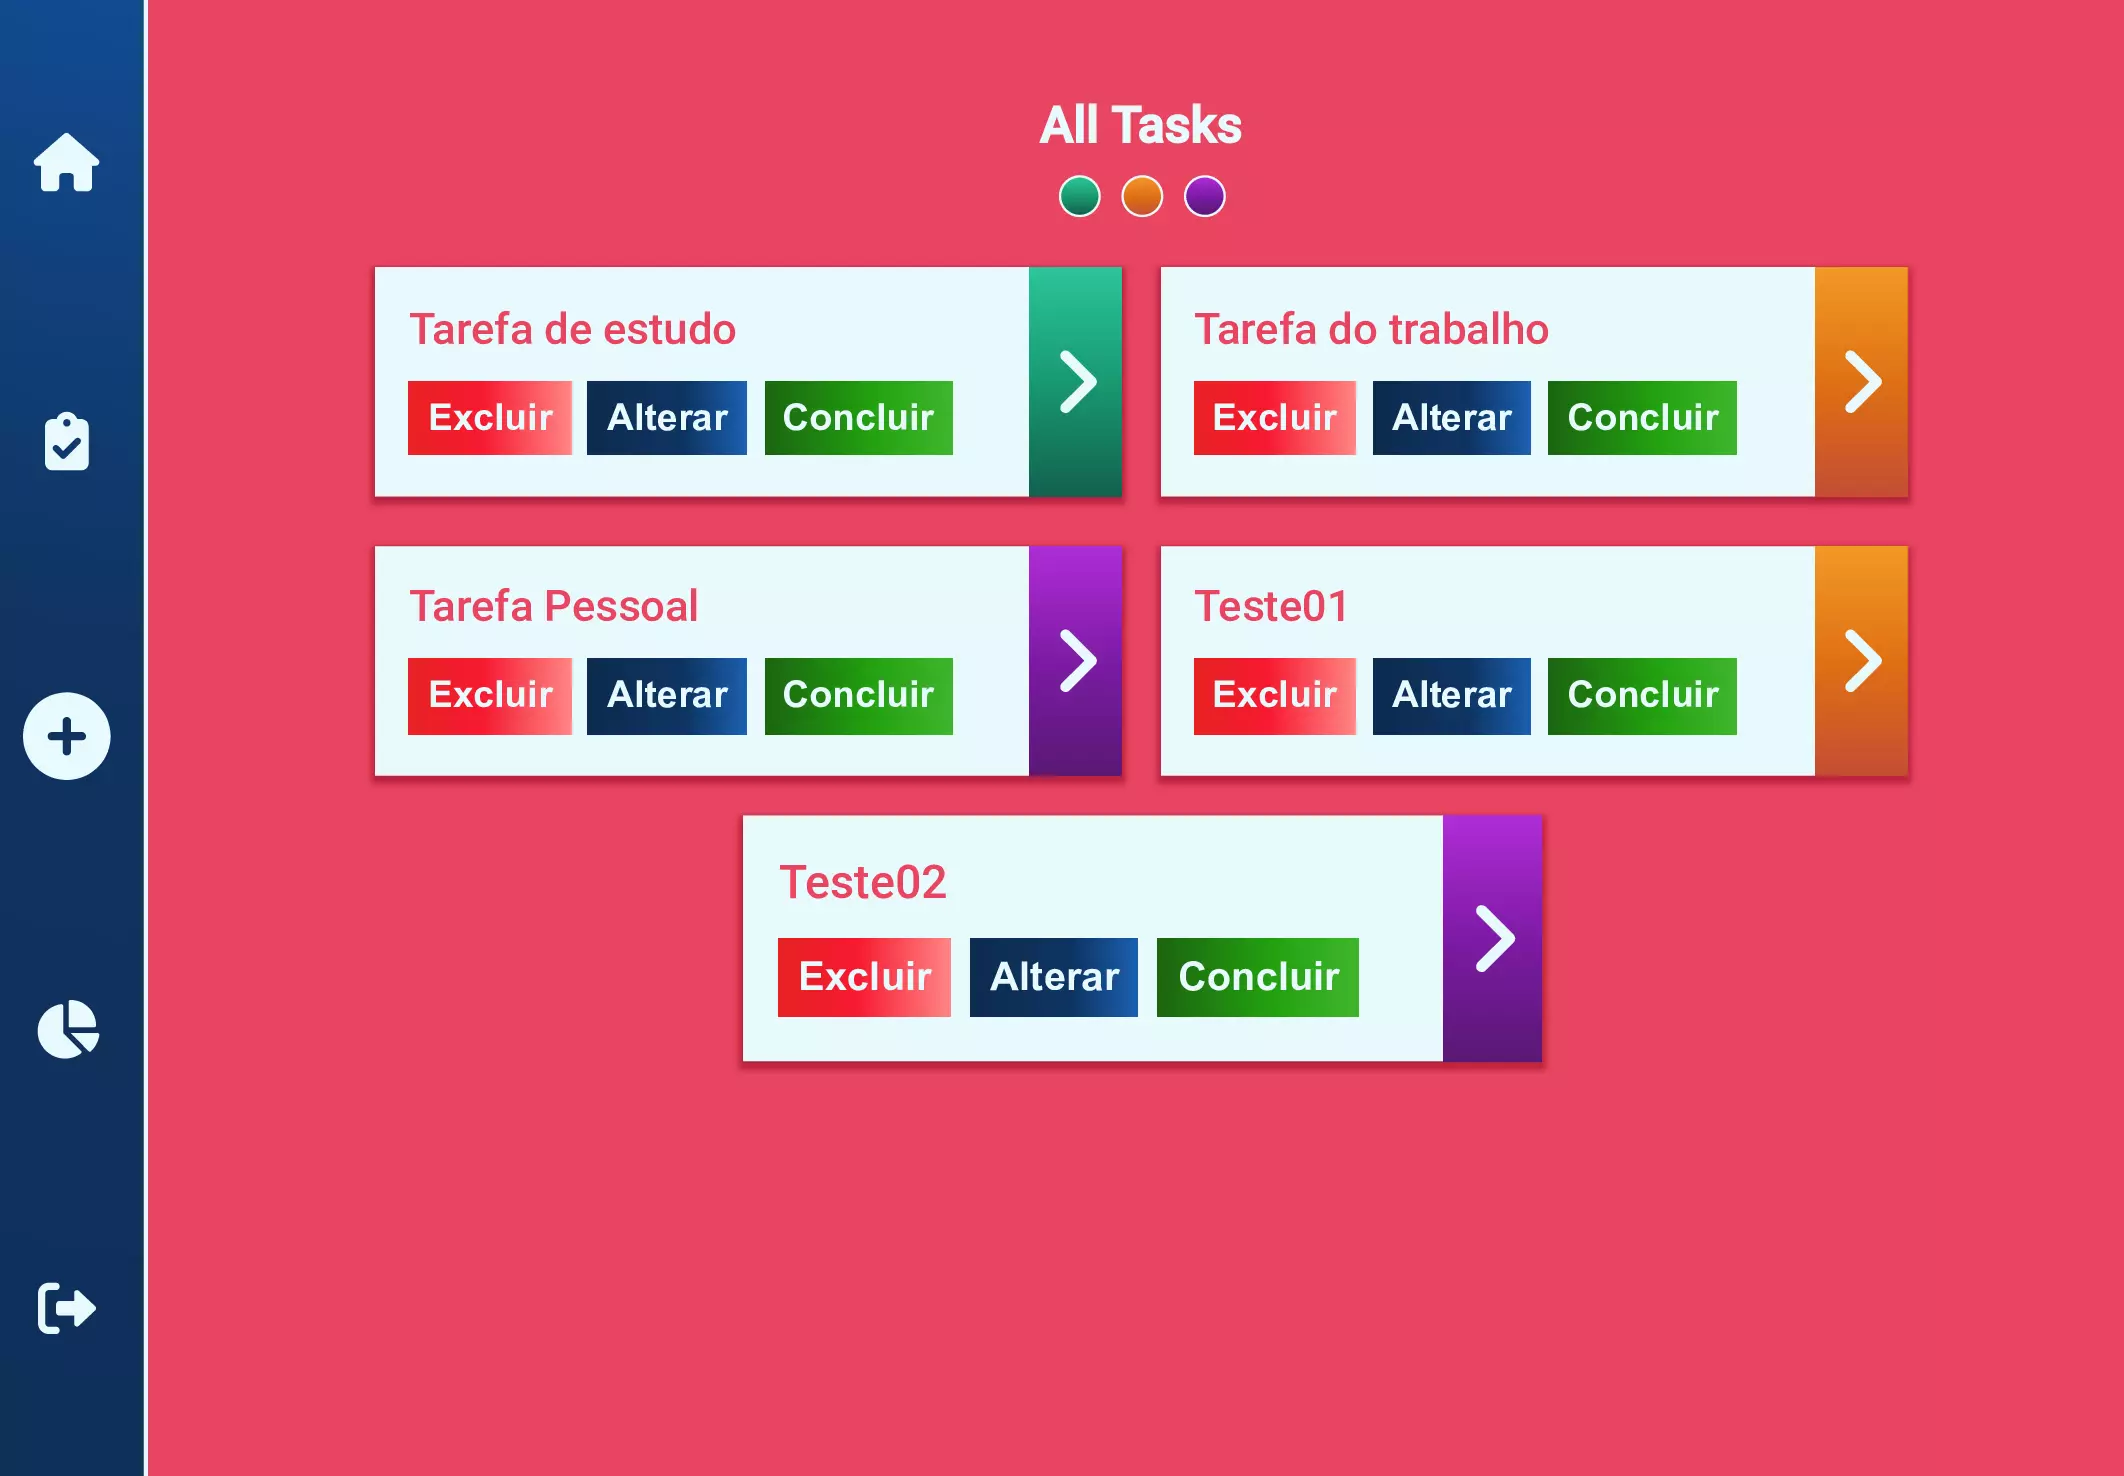 All Tasks
Tarefa de estudo
Excluir Alterar Concluir
Tarefa do trabalho
Excluir Alterar Concluir
Tarefa Pessoal
Excluir Alterar Concluir
Teste01
Excluir Alterar Concluir
Teste02
Excluir Alterar Concluir